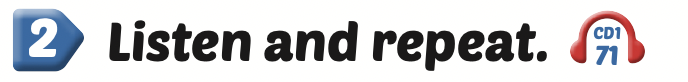 2 Listen and repeat. CD1
71